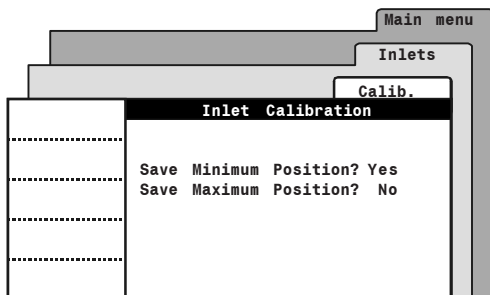 Main menu
Inlets
Calib.
Inlet Calibration
Save Minimum Position? Yes
Save Maximum Position? No